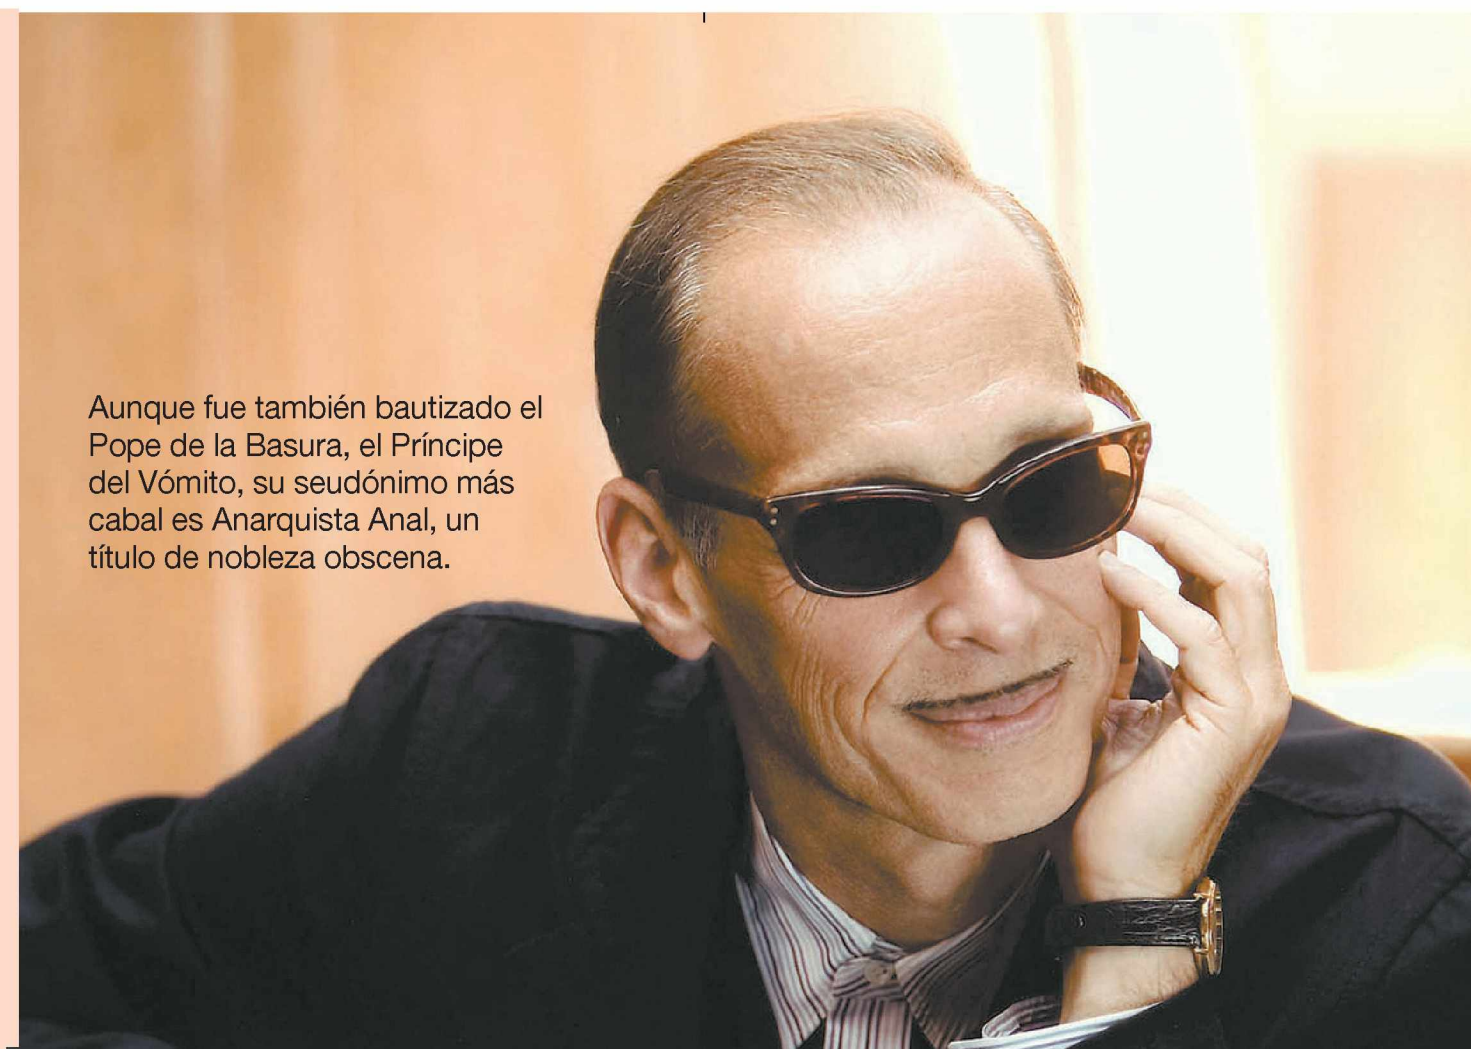 Aunque fue también bautizado el
Pope de la Basura, el Príncipe
del Vómito, su seudónimo más
cabal es Anarquista Anal, un
título de nobleza obscena.